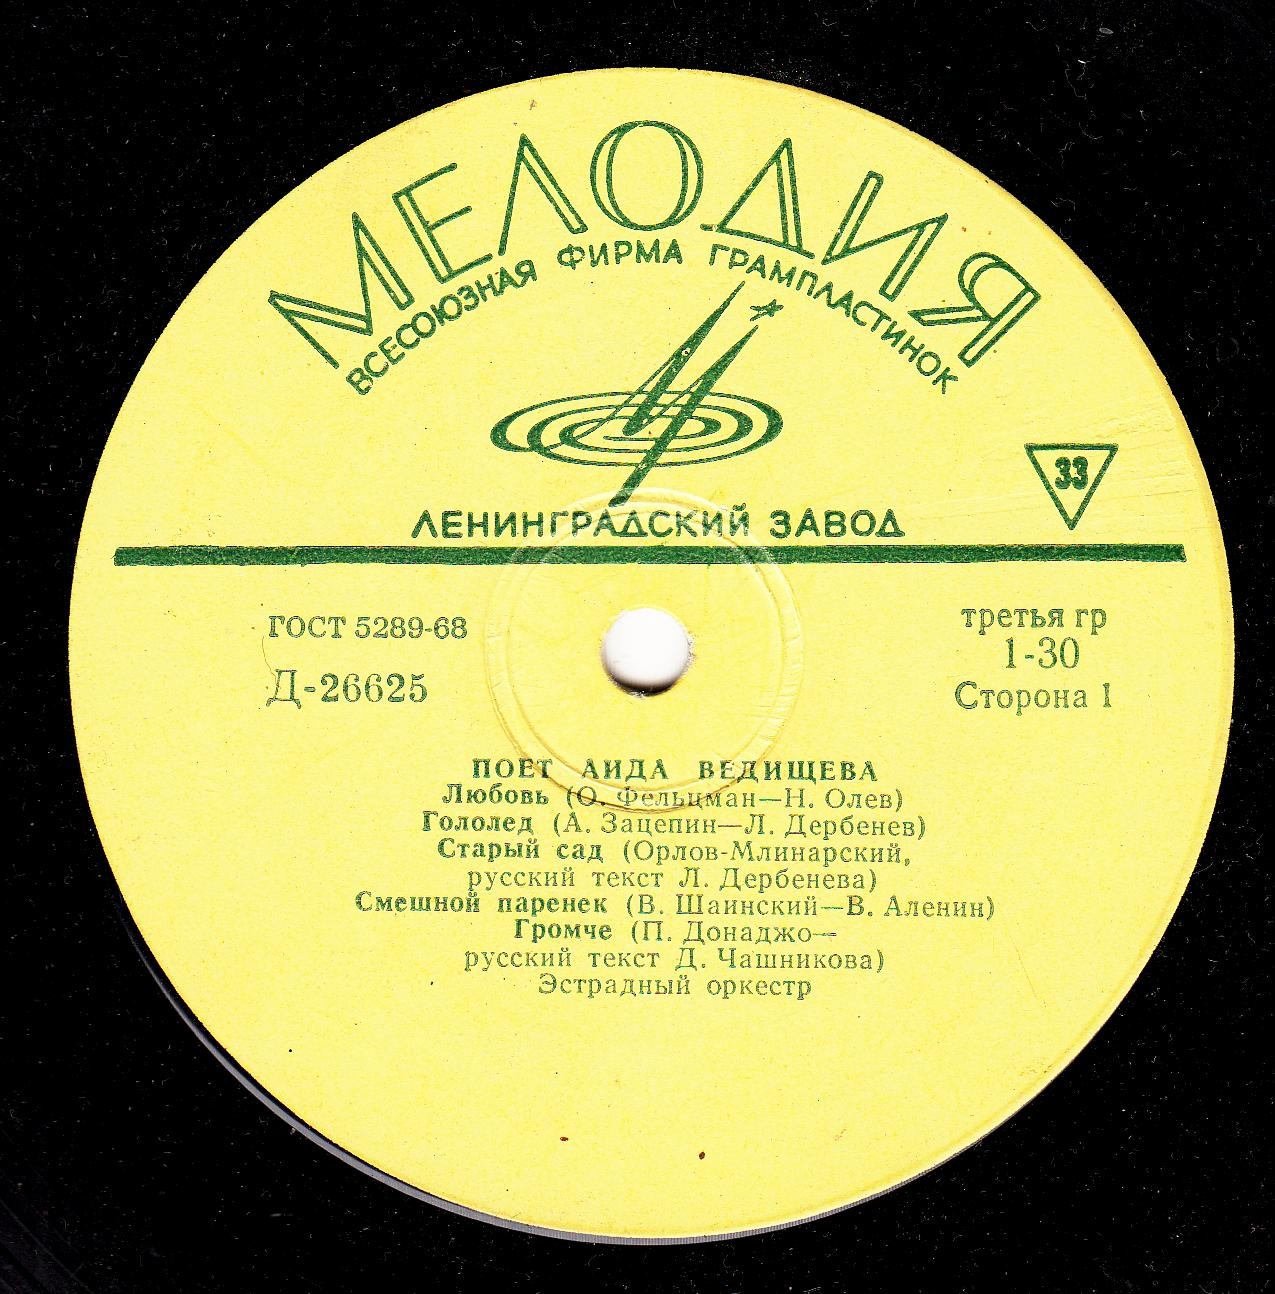 МЕЛОДИЯ
ВСЕСОЮЗНАЯ ФИРМА ГРАМПЛАСТИНОК
33
ЛЕНИНГРАДСКИЙ ЗАВОД
ГОСТ 5289-68
Д-26625
третья гр
1-30
Сторона 1
ПОЕТ АИДА ВЕДИЩЕВА
Любовь (О. Фельцман—Н. Олев)
Гололед (А. Зацепин—Л. Дербенев)
Старый сад (Орлов-Млинарский,
русский текст Л. Дербенева)
Смешной паренек (В. Шаинский—В. Аленин)
Громче (П. Донаджо—
русский текст Д. Чашникова)
Эстрадный оркестр